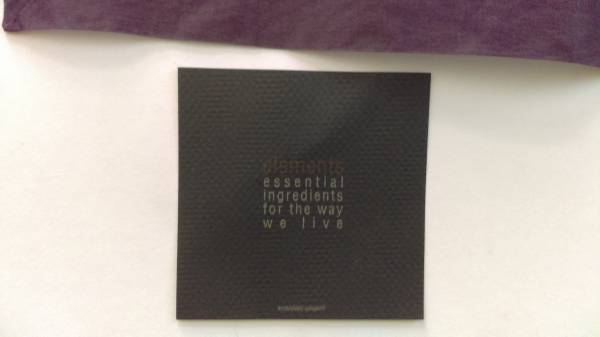 elements
essential
ingredients
for the way
we live